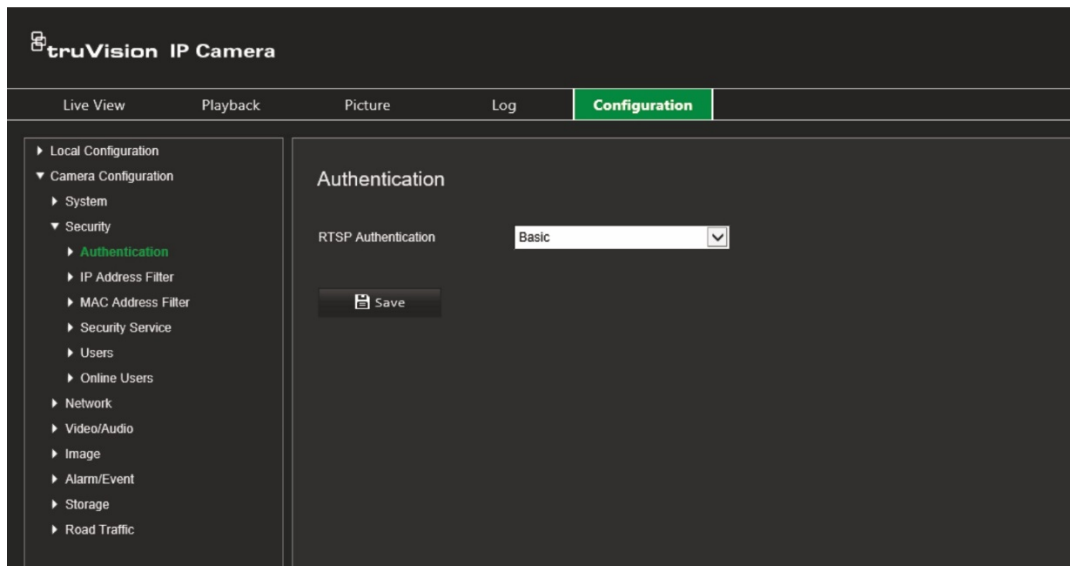 truVision IP Camera
Live View Playback Picture Log Configuration
Local Configuration
Camera Configuration
System
Security
Authentication
IP Address Filter
MAC Address Filter
Security Service
Users
Online Users
Network
Video/Audio
Image
Alarm/Event
Storage
Road Traffic
Authentication
RTSP Authentication Basic
Save